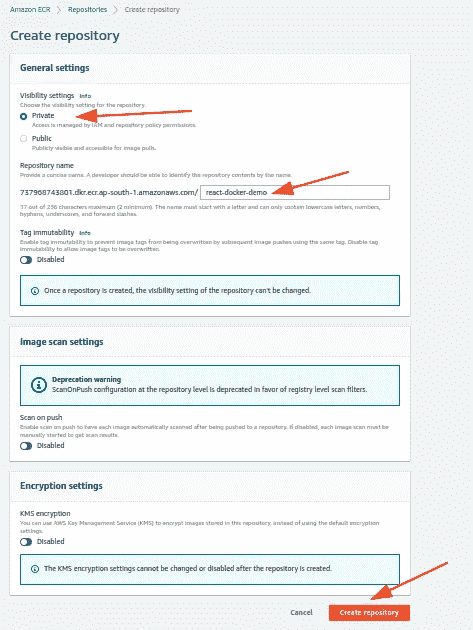 Amazon ECR > Repositories > Create repository
Create repository
General settings
Visibility settings Info
Choose the visibility setting for the repository.
Private
Access is managed by IAM and repository policy permissions.
Public
Publicly visible and accessible for image pulls.
Repository name
Provide a concise name. A developer should be able to identify the repository contents by the name.
737968743801.dkr.ecr.ap-south-1.amazonaws.com/ react-docker-demo
17 out of 256 characters maximum (2 minimum). The name must start with a letter and can only contain lowercase letters, numbers,
hyphens, underscores, and forward slashes.
Tag immutability Info
Enable tag immutability to prevent image tags from being overwritten by subsequent image pushes using the same tag. Disable tag
immutability to allow image tags to be overwritten.
Disabled
Once a repository is created, the visibility setting of the repository can't be changed.
Image scan settings
Deprecation warning
ScanOnPush configuration at the repository level is deprecated in favor of registry level scan filters.
Scan on push
Enable scan on push to have each image automatically scanned after being pushed to a repository. If disabled, each image scan must be
manually started to get scan results.
Disabled
Encryption settings
KMS encryption
You can use AWS Key Management Service (KMS) to encrypt images stored in this repository, instead of using the default encryption
settings.
Disabled
The KMS encryption settings cannot be changed or disabled after the repository is created.
Cancel
Create repository